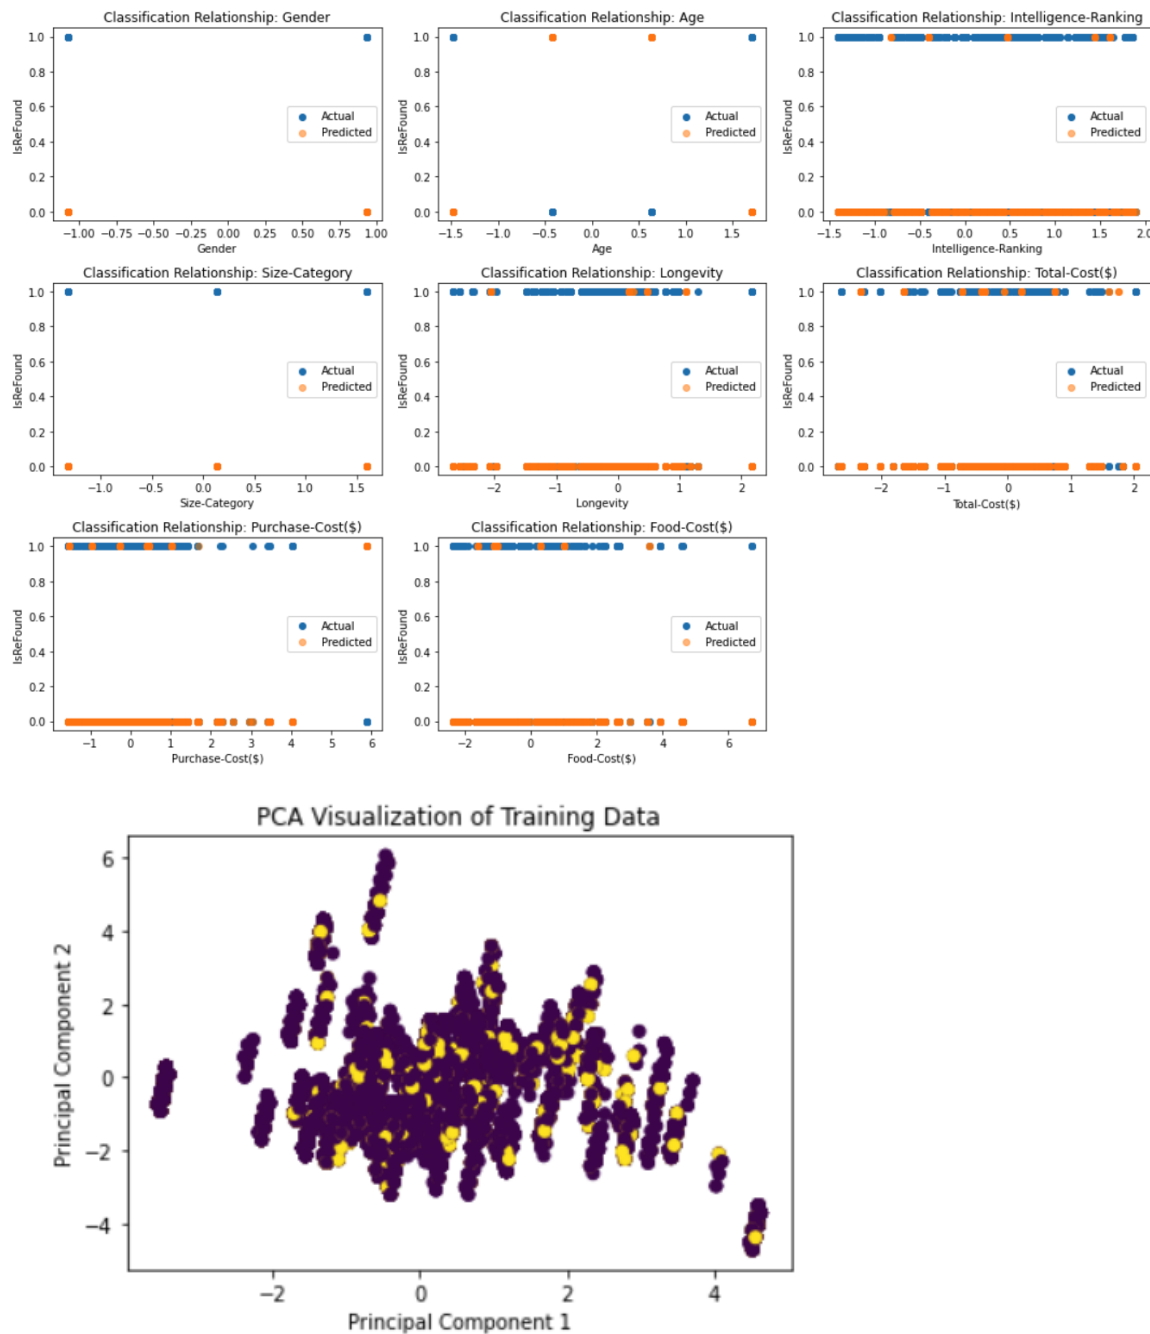 Classification Relationship: Gender
1.0
0.8
0.6
0.4
0.2
0.0
IsReFound
Actual
Predicted
−1.00 −0.75 −0.50 −0.25 0.00 0.25 0.50 0.75 1.00
Gender
Classification Relationship: Age
1.0
0.8
0.6
0.4
0.2
0.0
IsReFound
Actual
Predicted
−1.5 −1.0 −0.5 0.0 0.5 1.0 1.5
Age
Classification Relationship: Intelligence-Ranking
1.0
0.8
0.6
0.4
0.2
0.0
IsReFound
Actual
Predicted
−1.5 −1.0 −0.5 0.0 0.5 1.0 1.5 2.0
Intelligence-Ranking
Classification Relationship: Size-Category
1.0
0.8
0.6
0.4
0.2
0.0
IsReFound
Actual
Predicted
−1.0 −0.5 0.0 0.5 1.0 1.5
Size-Category
Classification Relationship: Longevity
1.0
0.8
0.6
0.4
0.2
0.0
IsReFound
Actual
Predicted
−2 −1 0 1 2
Longevity
Classification Relationship: Total-Cost($)
1.0
0.8
0.6
0.4
0.2
0.0
IsReFound
Actual
Predicted
−2 −1 0 1 2
Total-Cost($)
Classification Relationship: Purchase-Cost($)
1.0
0.8
0.6
0.4
0.2
0.0
IsReFound
Actual
Predicted
−1 0 1 2 3 4 5 6
Purchase-Cost($)
Classification Relationship: Food-Cost($)
1.0
0.8
0.6
0.4
0.2
0.0
IsReFound
Actual
Predicted
−2 0 2 4 6
Food-Cost($)
PCA Visualization of Training Data
6
4
2
0
−2
−4
Principal Component 2
−2 0 2 4
Principal Component 1